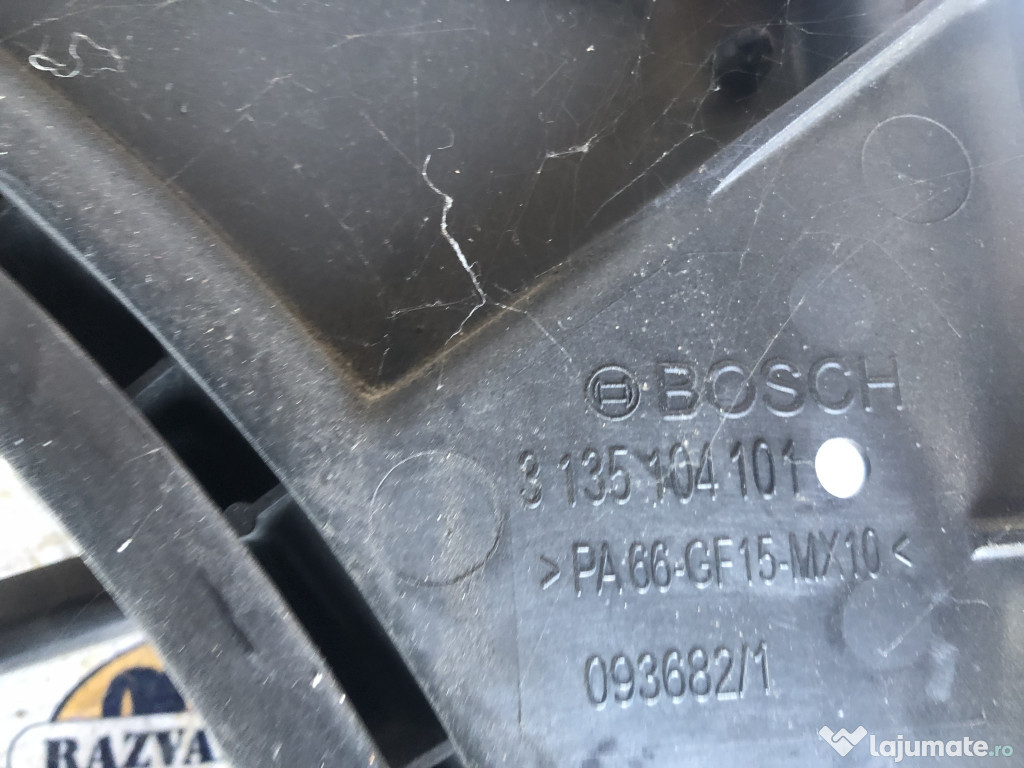 BOSCH
3 135 104 101
>PA 66-GF15-MX10<
093682/1
RAZVA
lajumate.ro